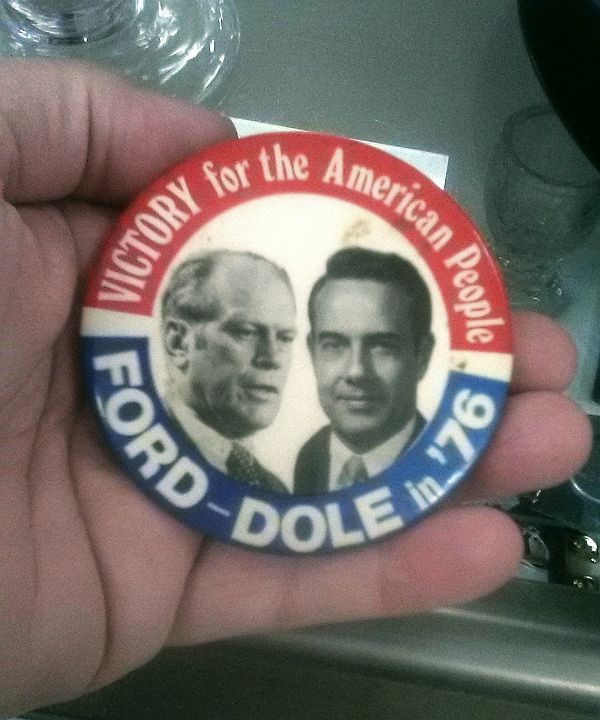 VICTORY for the American People
FORD-DOLE in '76